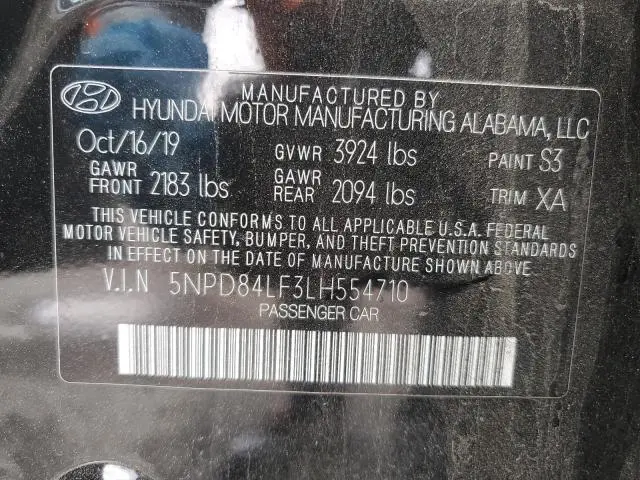 MANUFACTURED BY
HYUNDAI MOTOR MANUFACTURING ALABAMA, LLC
Oct/16/19 GVWR 3924 lbs PAINT S3
GAWR FRONT 2183 lbs GAWR REAR 2094 lbs TRIM XA
THIS VEHICLE CONFORMS TO ALL APPLICABLE U.S.A. FEDERAL
MOTOR VEHICLE SAFETY, BUMPER, AND THEFT PREVENTION STANDARDS
IN EFFECT ON THE DATE OF MANUFACTURE SHOWN ABOVE
V.I.N 5NPD84LF3LH554710
PASSENGER CAR